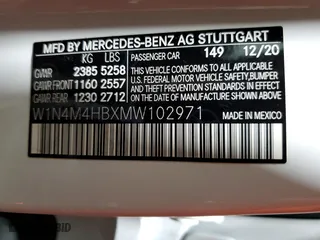 MFD BY MERCEDES-BENZ AG STUTTGART
KG LBS
PASSENGER CAR 149 12/20
GVWR 2385 5258
GAWR FRONT 1160 2557
GAWR REAR 1230 2712
THIS VEHICLE CONFORMS TO ALL APPLICABLE
U.S. FEDERAL MOTOR VEHICLE SAFETY AND
THEFT PREVENTION STANDARDS IN EFFECT ON
THE DATE OF MANUFACTURE SHOWN ABOVE.
W1N4M4HBXMW102971
MADE IN MEXICO